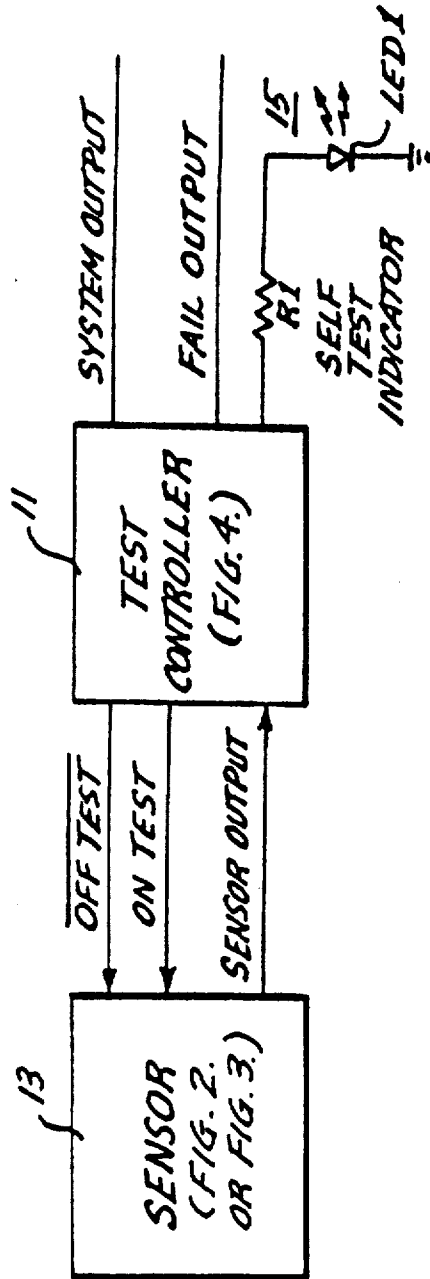 13
SENSOR
(FIG. 2.
OR FIG. 3.)
OFF TEST
ON TEST
SENSOR OUTPUT
11
TEST
CONTROLLER
(FIG. 4.)
SYSTEM OUTPUT
FAIL OUTPUT
R1
SELF
TEST
INDICATOR
15
LED1